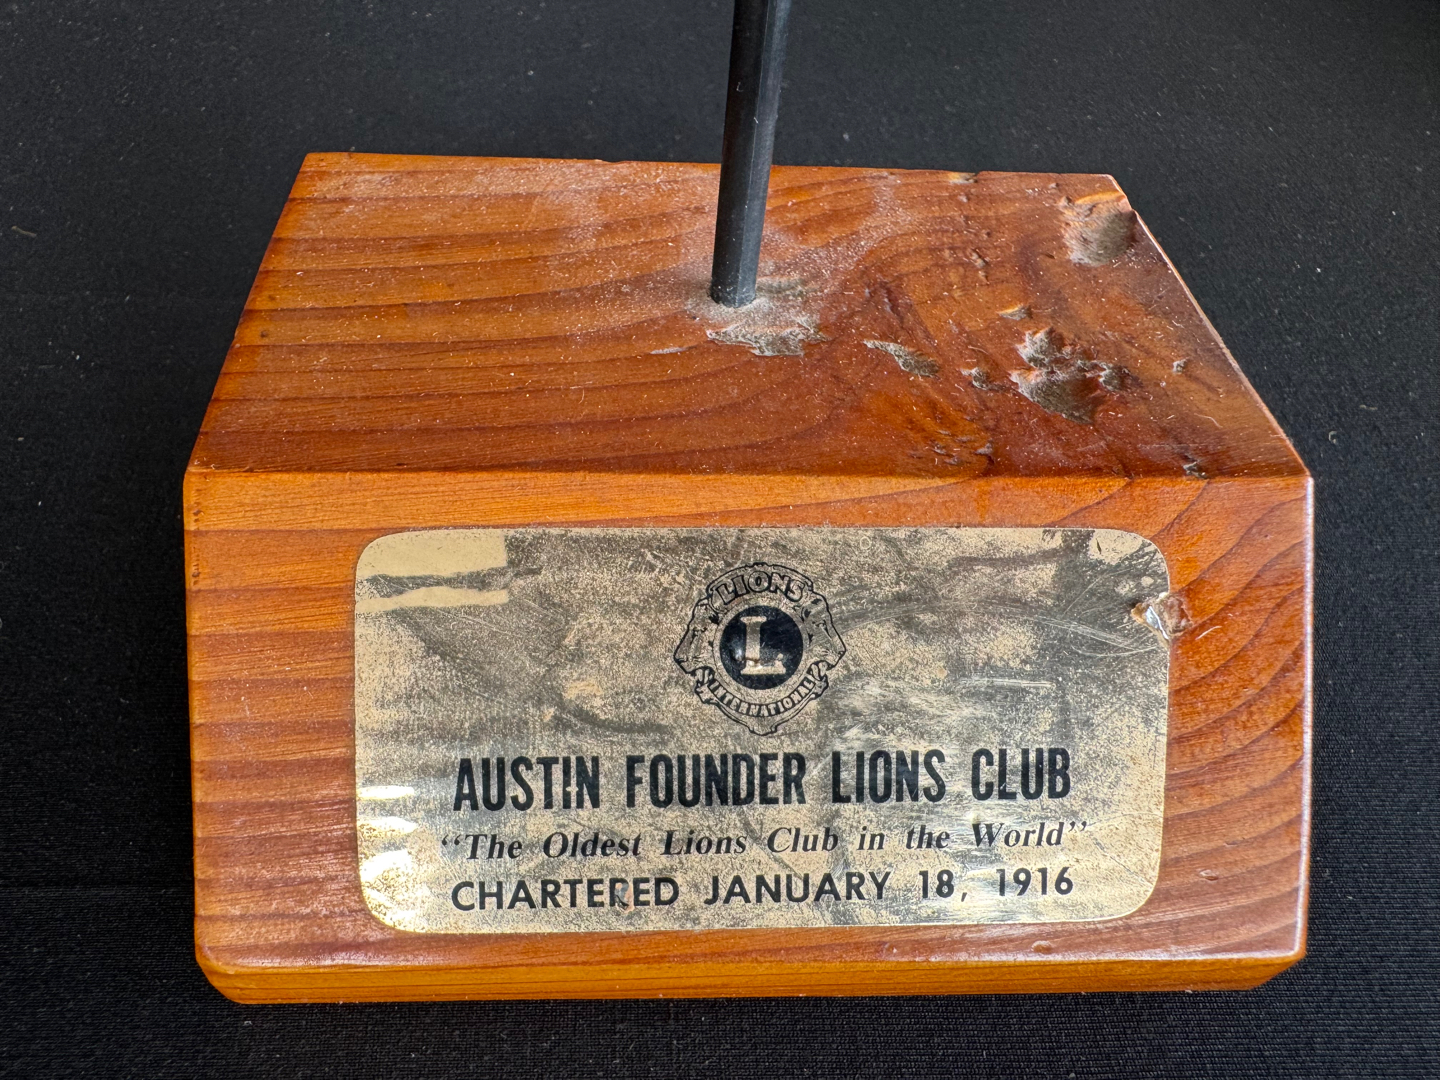 LIONS
L
INTERNATIONAL
AUSTIN FOUNDER LIONS CLUB
“The Oldest Lions Club in the World”
CHARTERED JANUARY 18, 1916